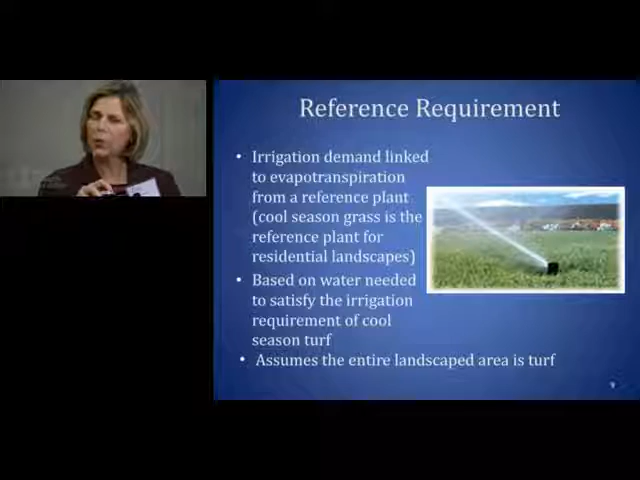 Reference Requirement
• Irrigation demand linked
to evapotranspiration
from a reference plant
(cool season grass is the
reference plant for
residential landscapes)
• Based on water needed
to satisfy the irrigation
requirement of cool
season turf
• Assumes the entire landscaped area is turf